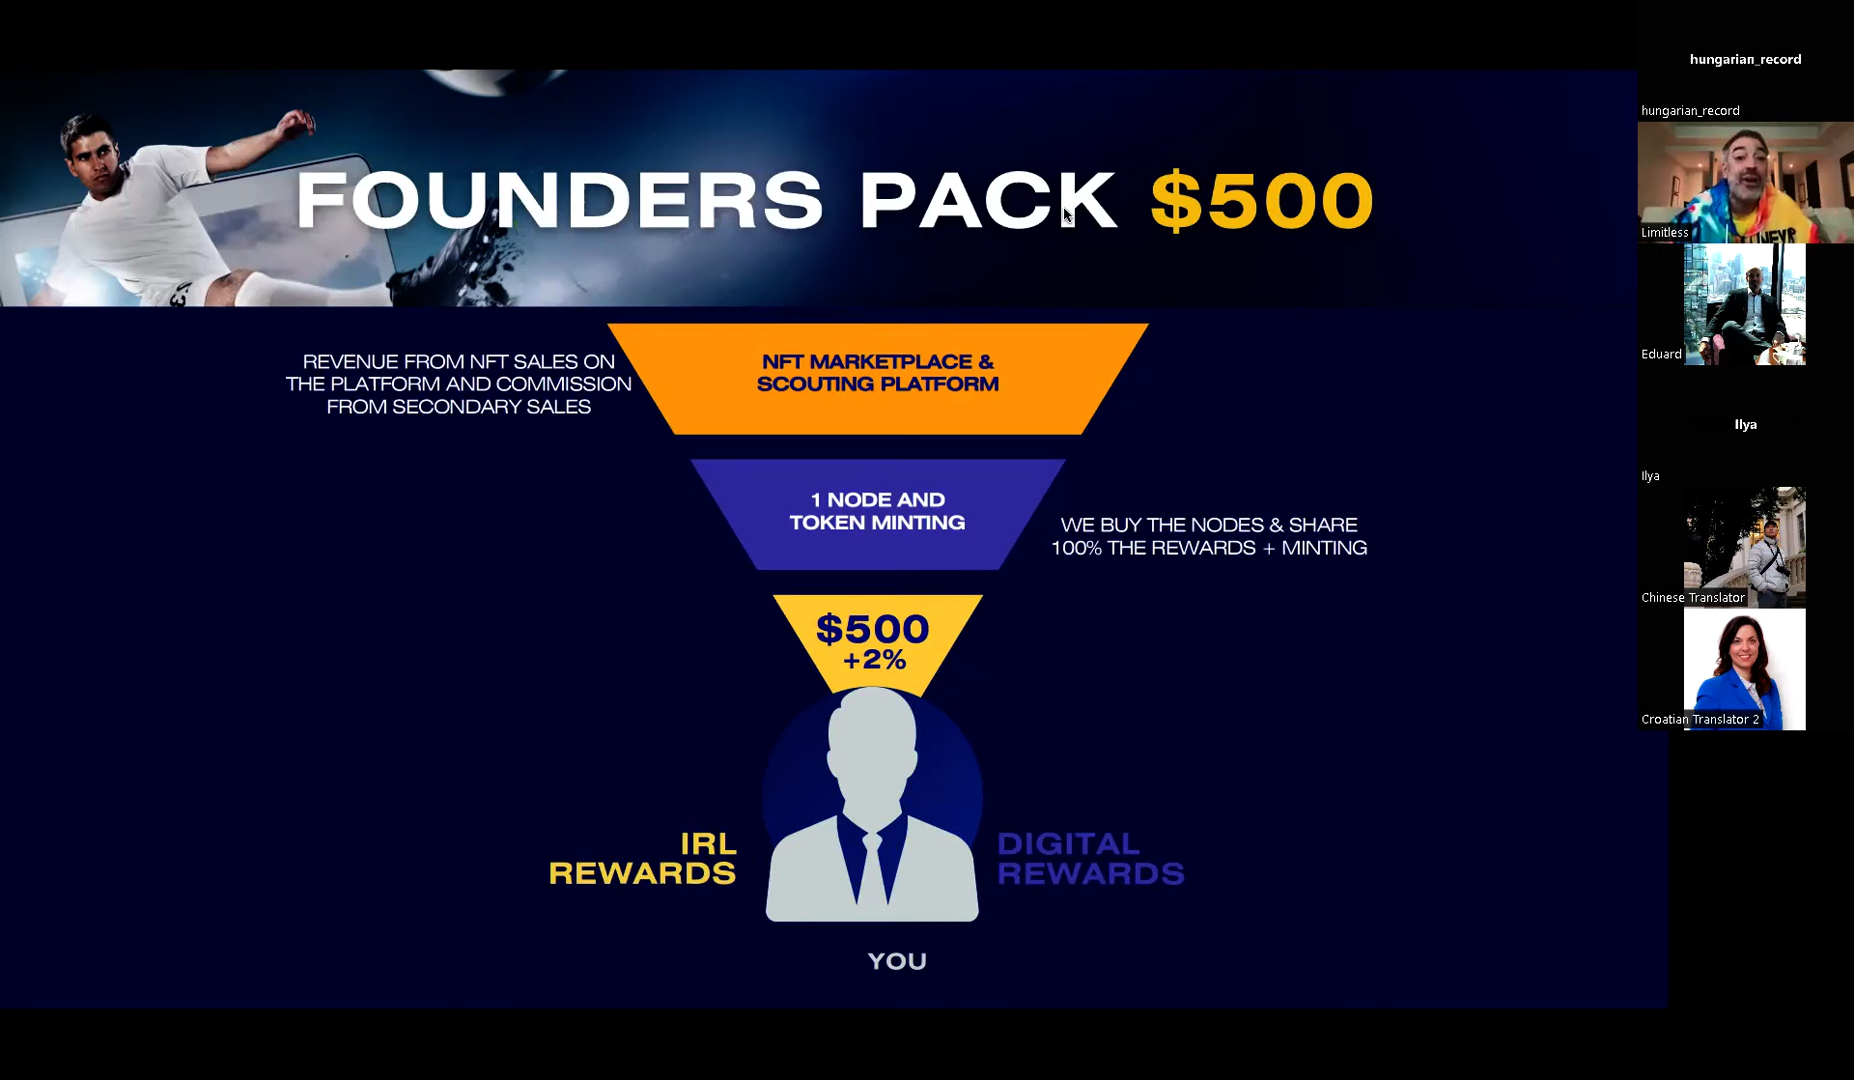 FOUNDERS PACK $500
REVENUE FROM NFT SALES ON
THE PLATFORM AND COMMISSION
FROM SECONDARY SALES
NFT MARKETPLACE &
SCOUTING PLATFORM
1 NODE AND
TOKEN MINTING
WE BUY THE NODES & SHARE
100% THE REWARDS + MINTING
$500
+2%
IRL
REWARDS
DIGITAL
REWARDS
YOU
hungarian_record
hungarian_record
Limitless
Eduard
Ilya
Ilya
Chinese Translator
Croatian Translator 2